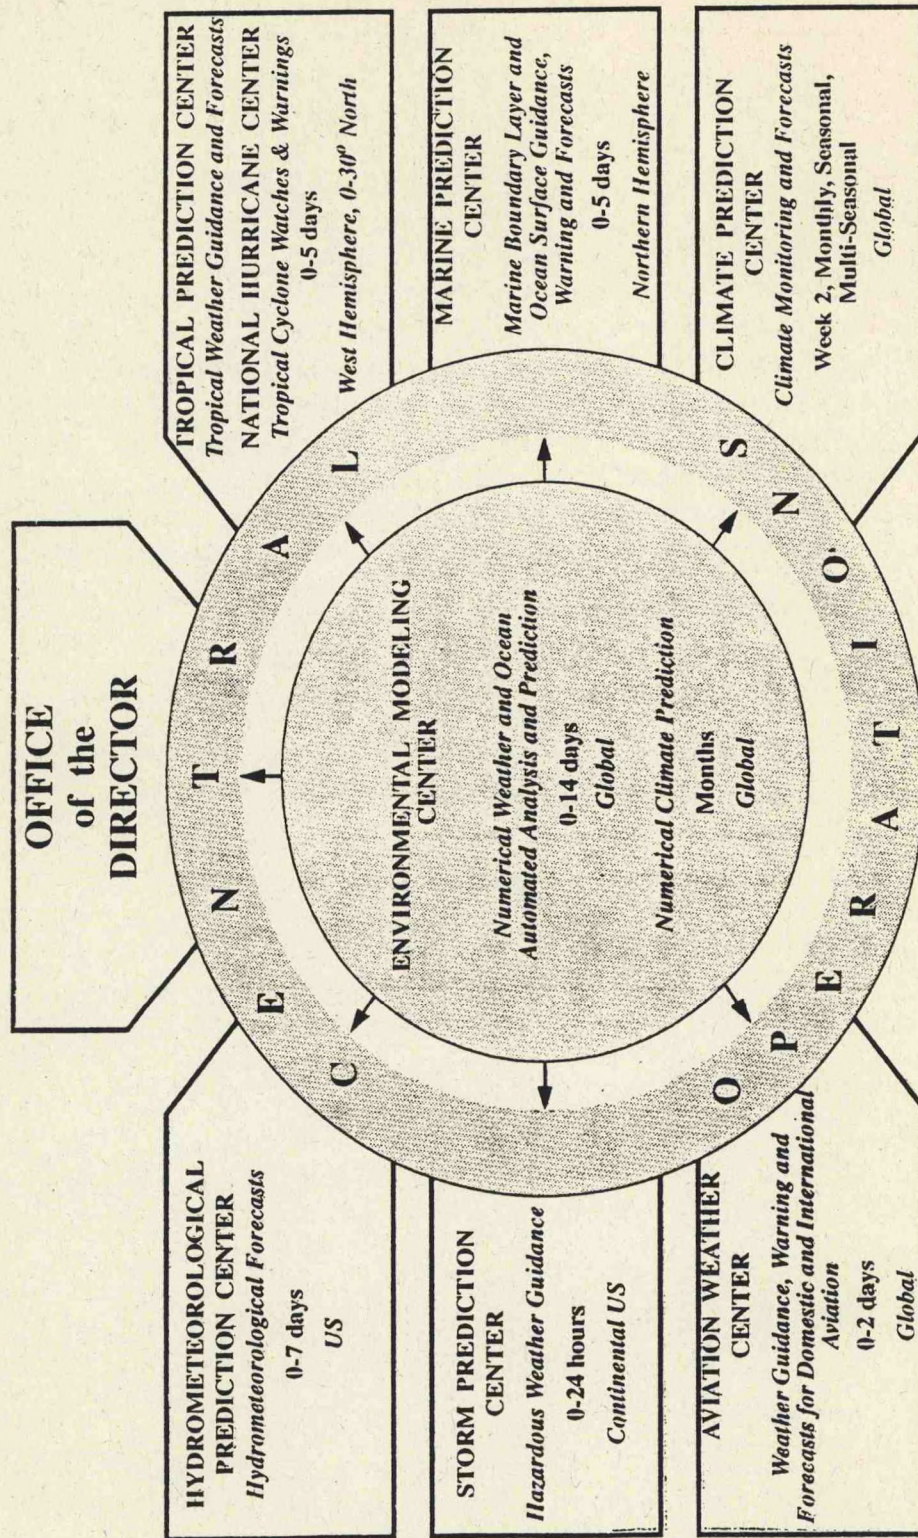 OFFICE
of the
DIRECTOR
HYDROMETEOROLOGICAL
PREDICTION CENTER
Hydrometeorological Forecasts
0-7 days
US
STORM PREDICTION
CENTER
Hazardous Weather Guidance
0-24 hours
Continental US
AVIATION WEATHER
CENTER
Weather Guidance, Warning and
Forecasts for Domestic and International
Aviation
0-2 days
Global
CENTRAL
OPERATIONS
ENVIRONMENTAL MODELING
CENTER
Numerical Weather and Ocean
Automated Analysis and Prediction
0-14 days
Global
Numerical Climate Prediction
Months
Global
TROPICAL PREDICTION CENTER
Tropical Weather Guidance and Forecasts
NATIONAL HURRICANE CENTER
Tropical Cyclone Watches & Warnings
0-5 days
West Hemisphere, 0-30° North
MARINE PREDICTION
CENTER
Marine Boundary Layer and
Ocean Surface Guidance,
Warning and Forecasts
0-5 days
Northern Hemisphere
CLIMATE PREDICTION
CENTER
Climate Monitoring and Forecasts
Week 2, Monthly, Seasonal,
Multi-Seasonal
Global